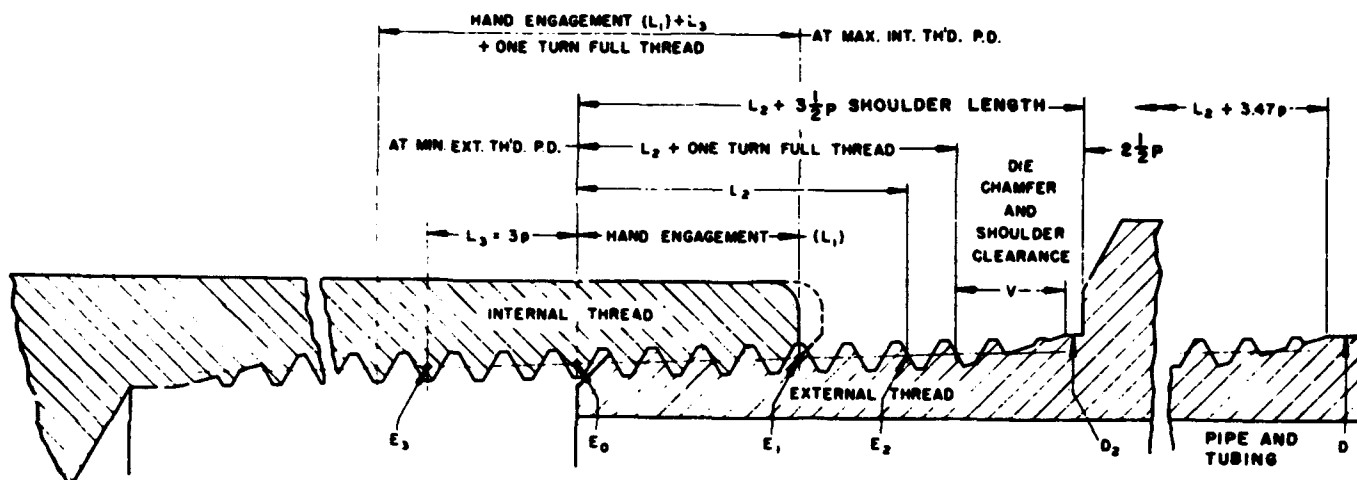 HAND ENGAGEMENT (L₁)+L₃
+ ONE TURN FULL THREAD
AT MAX. INT. TH'D. P.D.
L₂ + 3½P SHOULDER LENGTH
L₂ + 3.47p
AT MIN. EXT. TH'D. P.D.
L₂ + ONE TURN FULL THREAD
2½P
DIE
CHAMFER
AND
SHOULDER
CLEARANCE
L₂
L₃ = 3p
HAND ENGAGEMENT
(L₁)
V
INTERNAL THREAD
EXTERNAL THREAD
E₃
E₀
E₁
E₂
D₂
PIPE AND
TUBING
D